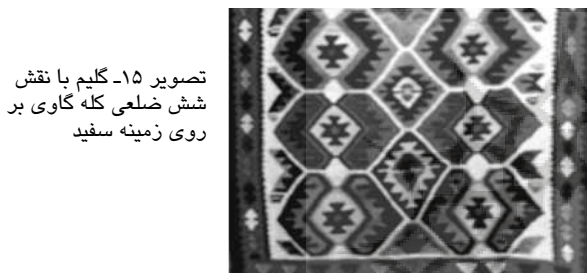 تصویر ۱۵ـ گلیم با نقش
شش ضلعی کله گاوی بر
روی زمینه سفید